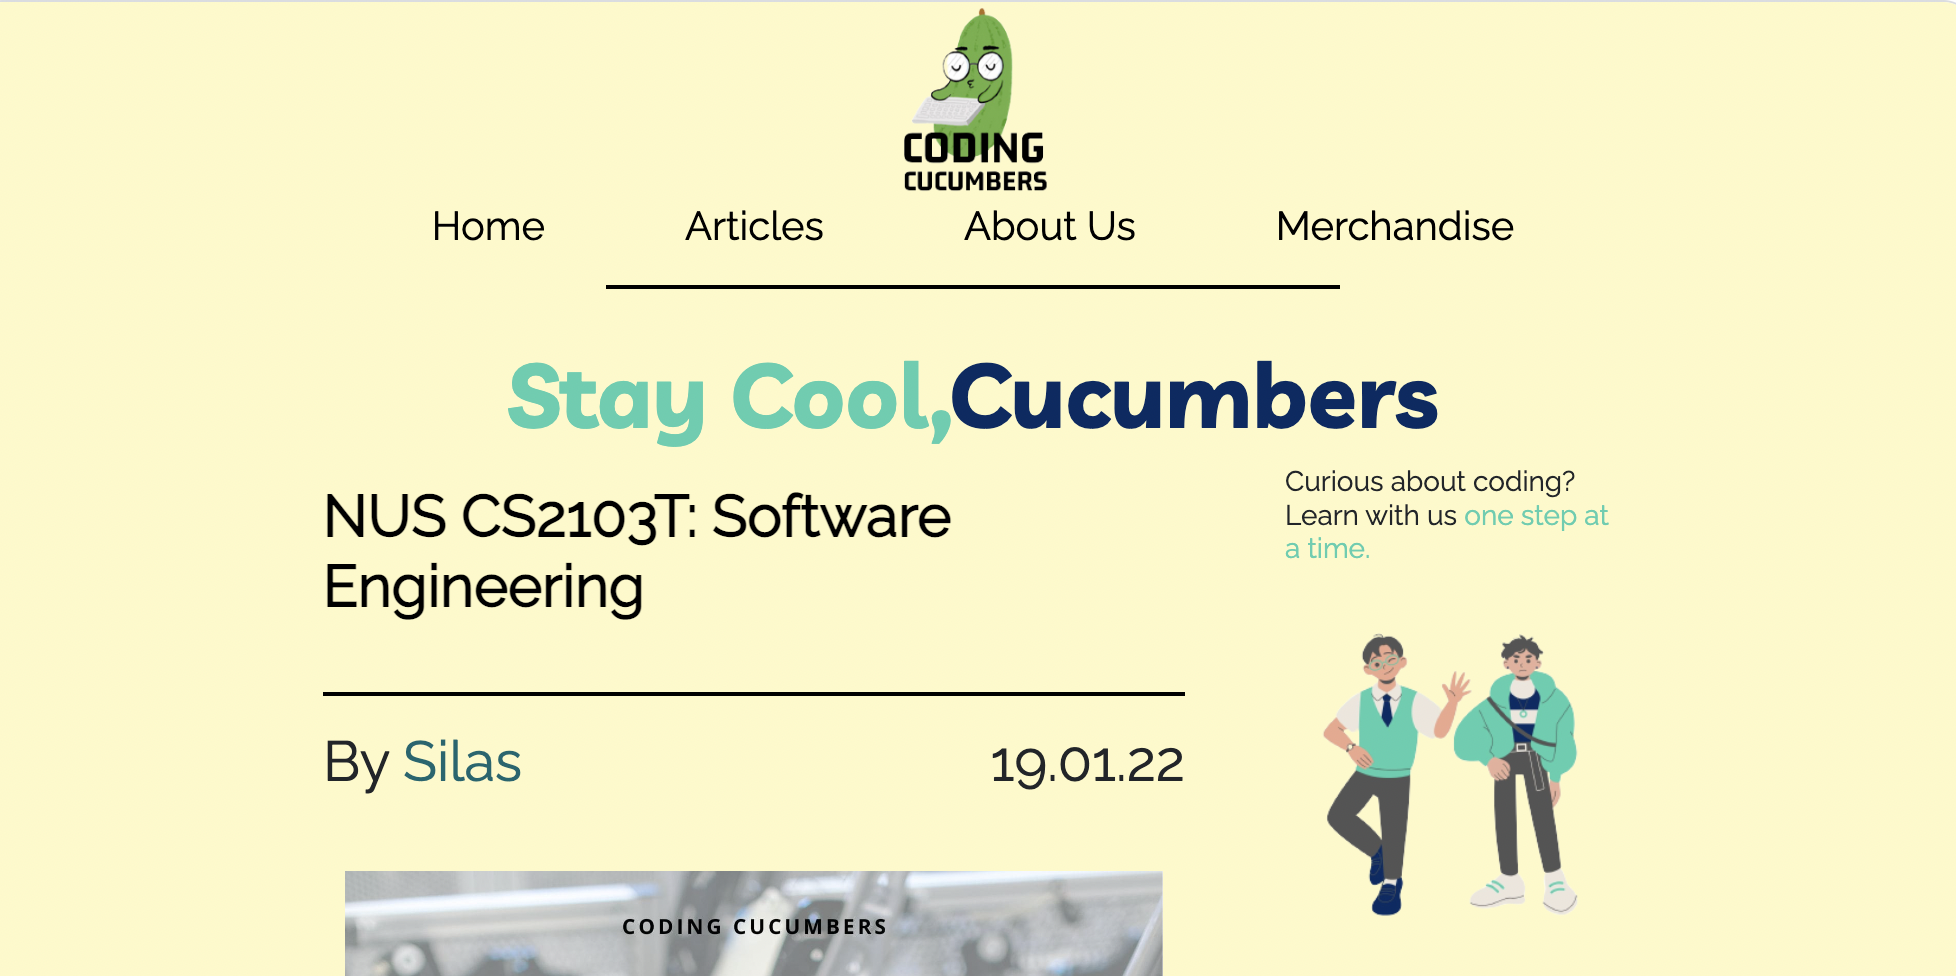 CODING
CUCUMBERS
Home Articles About Us Merchandise
Stay Cool,Cucumbers
NUS CS2103T: Software
Engineering
By Silas 19.01.22
CODING CUCUMBERS
Curious about coding?
Learn with us one step at
a time.